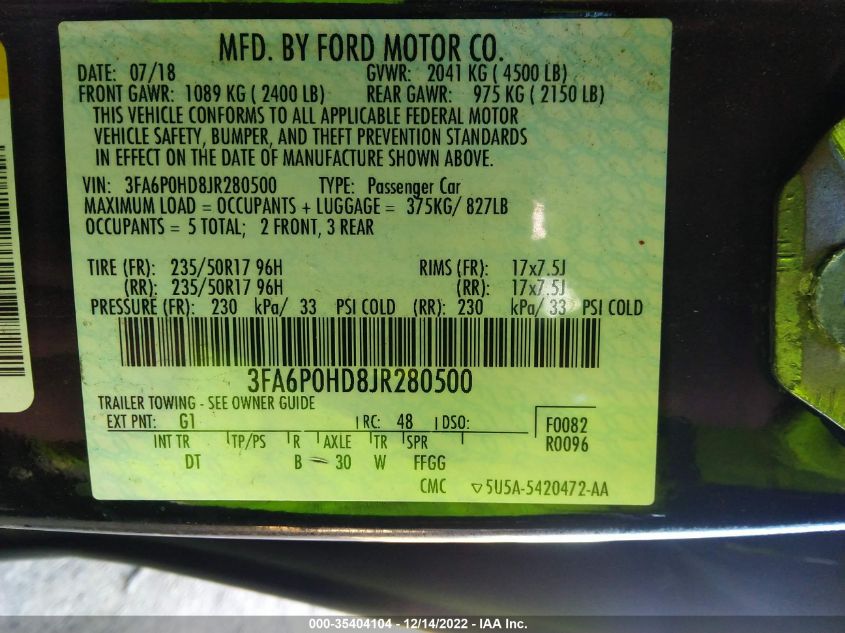 MFD. BY FORD MOTOR CO.
DATE: 07/18 GVWR: 2041 KG ( 4500 LB)
FRONT GAWR: 1089 KG ( 2400 LB) REAR GAWR: 975 KG ( 2150 LB)
THIS VEHICLE CONFORMS TO ALL APPLICABLE FEDERAL MOTOR
VEHICLE SAFETY, BUMPER, AND THEFT PREVENTION STANDARDS
IN EFFECT ON THE DATE OF MANUFACTURE SHOWN ABOVE.
VIN: 3FA6P0HD8JR280500 TYPE: Passenger Car
MAXIMUM LOAD = OCCUPANTS + LUGGAGE = 375KG/ 827LB
OCCUPANTS = 5 TOTAL; 2 FRONT, 3 REAR
TIRE (FR): 235/50R17 96H RIMS (FR): 17x7.5J
(RR): 235/50R17 96H (RR): 17x7.5J
PRESSURE (FR): 230 kPa/ 33 PSI COLD (RR): 230 kPa/ 33 PSI COLD
3FA6P0HD8JR280500
TRAILER TOWING - SEE OWNER GUIDE
EXT PNT: G1 RC: 48 DSO: F0082
INT TR TP/PS R AXLE TR SPR R0096
DT B 30 W FFGG
CMC ▽5U5A-5420472-AA
000-35404104 - 12/14/2022 - IAA Inc.